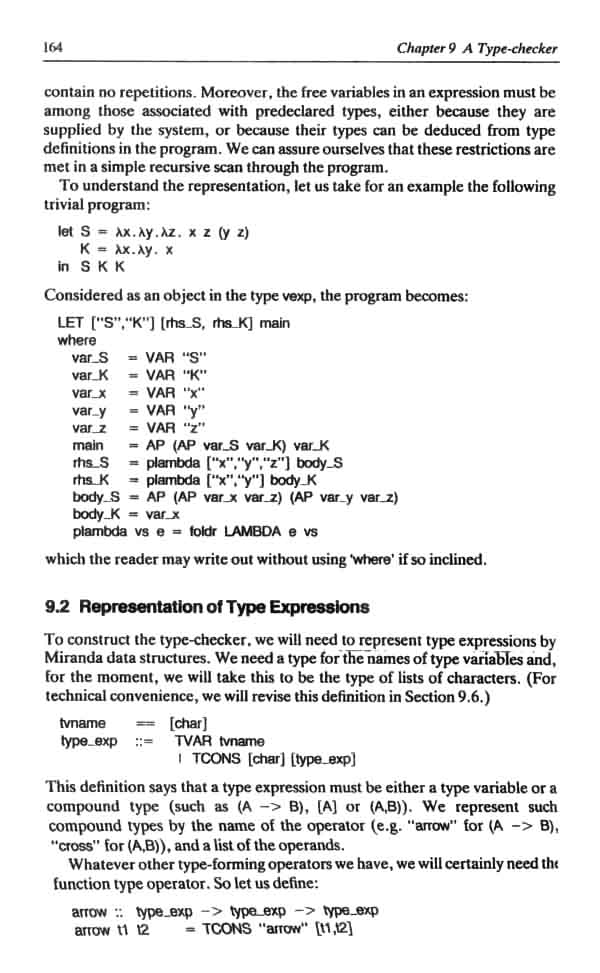 164
Chapter 9 A Type-checker
contain no repetitions. Moreover, the free variables in an expression must be
among those associated with predeclared types, either because they are
supplied by the system, or because their types can be deduced from type
definitions in the program. We can assure ourselves that these restrictions are
met in a simple recursive scan through the program.
To understand the representation, let us take for an example the following
trivial program:
let S = λx.λy.λz. x z (y z)
K = λx.λy. x
in S K K
Considered as an object in the type vexp, the program becomes:
LET ["S","K"] [rhs_S, rhs_K] main
where
var_S = VAR "S"
var_K = VAR "K"
var_x = VAR "x"
var_y = VAR "y"
var_z = VAR "z"
main = AP (AP var_S var_K) var_K
rhs_S = plambda ["x","y","z"] body_S
rhs_K = plambda ["x","y"] body_K
body_S = AP (AP var_x var_z) (AP var_y var_z)
body_K = var_x
plambda vs e = foldr LAMBDA e vs
which the reader may write out without using 'where' if so inclined.
9.2 Representation of Type Expressions
To construct the type-checker, we will need to represent type expressions by
Miranda data structures. We need a type for the names of type variables and,
for the moment, we will take this to be the type of lists of characters. (For
technical convenience, we will revise this definition in Section 9.6.)
tvname == [char]
type_exp ::= TVAR tvname
| TCONS [char] [type_exp]
This definition says that a type expression must be either a type variable or a
compound type (such as (A -> B), [A] or (A,B)). We represent such
compound types by the name of the operator (e.g. "arrow" for (A -> B),
"cross" for (A,B)), and a list of the operands.
Whatever other type-forming operators we have, we will certainly need the
function type operator. So let us define:
arrow :: type_exp -> type_exp -> type_exp
arrow t1 t2 = TCONS "arrow" [t1,t2]